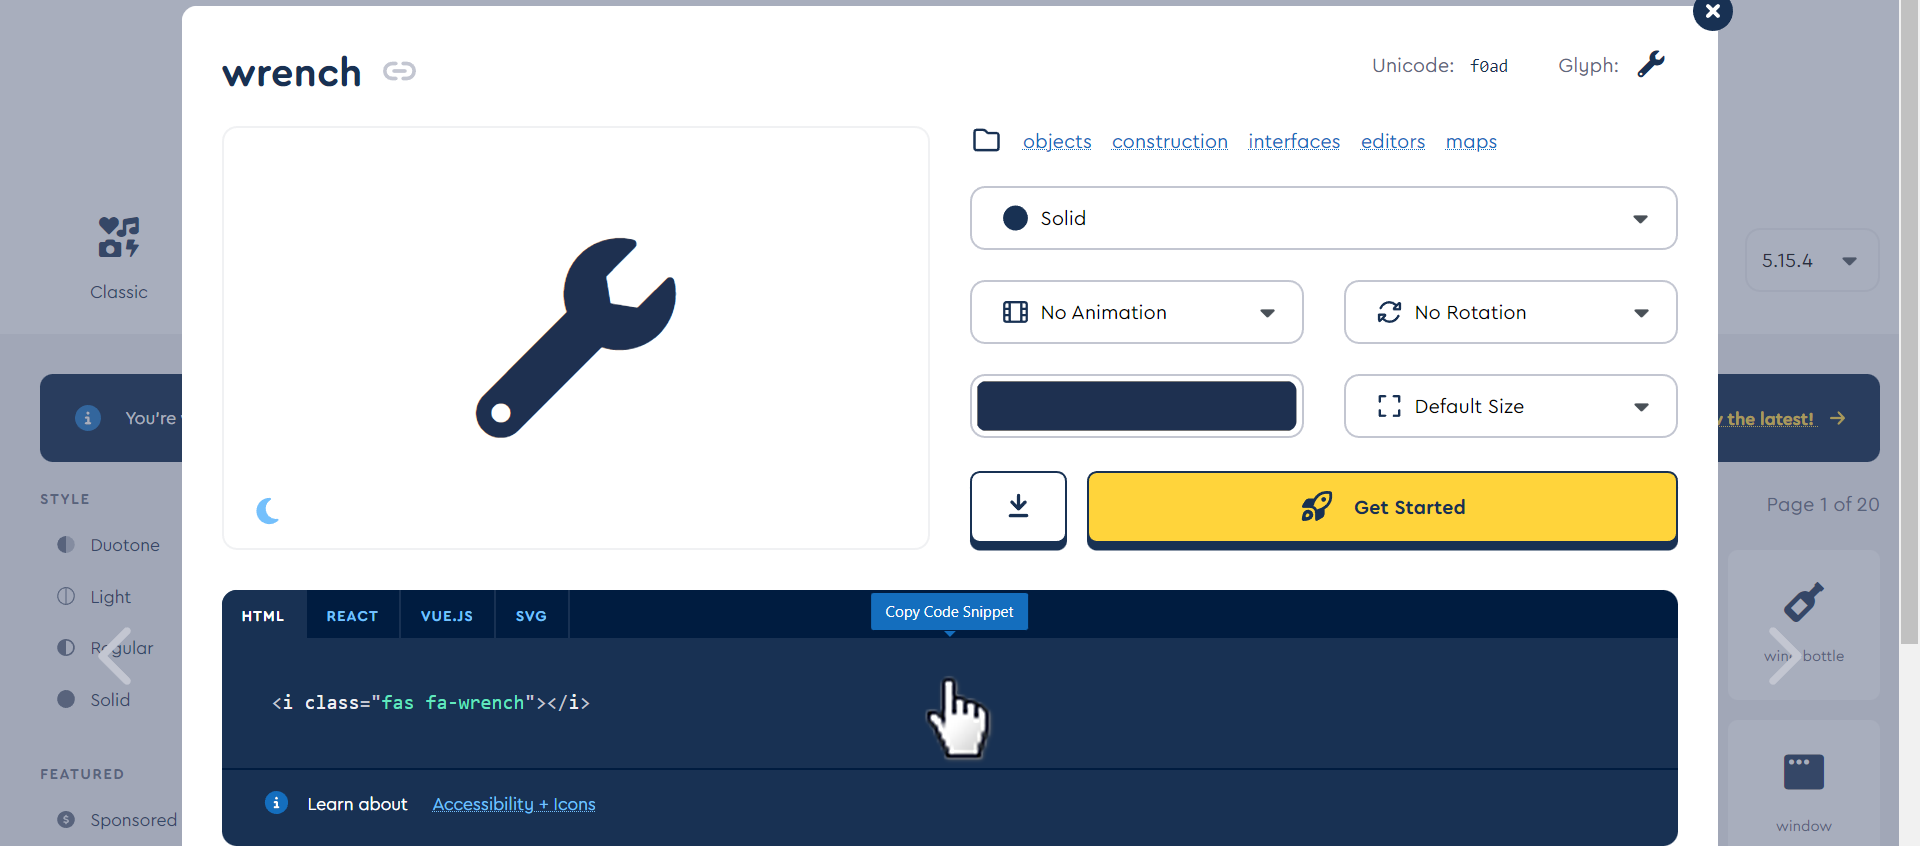 wrench
Unicode: f0ad
Glyph:
objects construction interfaces editors maps
Solid
No Animation
No Rotation
Default Size
Get Started
HTML REACT VUE.JS SVG
Copy Code Snippet
<i class="fas fa-wrench"></i>
Learn about Accessibility + Icons
Classic
5.15.4
You're
the latest!
STYLE
Duotone
Light
Regular
Solid
FEATURED
Sponsored
Page 1 of 20
bottle
window